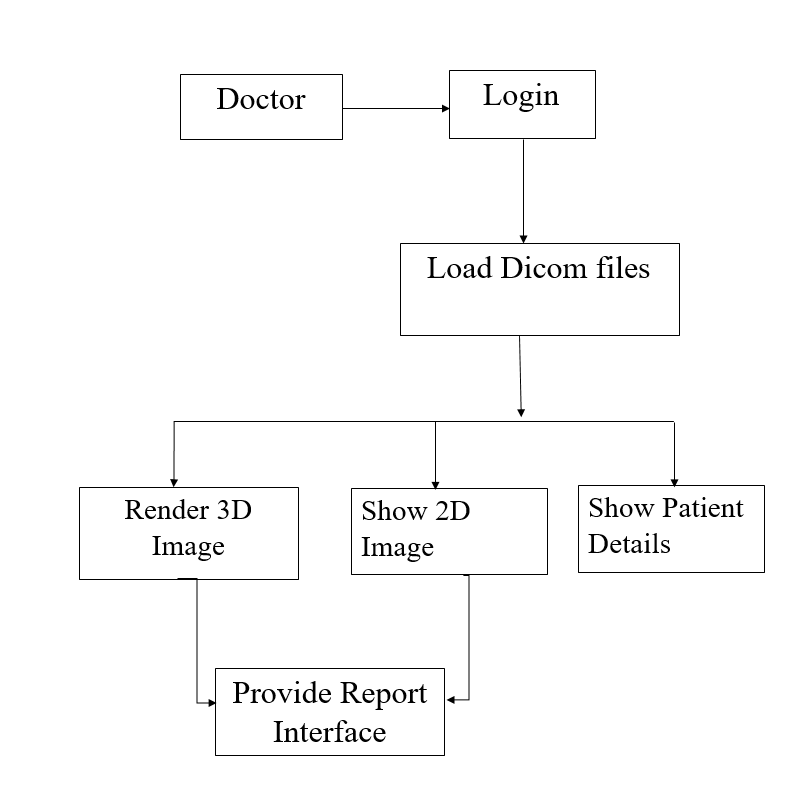 Doctor
Login
Load Dicom files
Render 3D
Image
Show 2D
Image
Show Patient
Details
Provide Report
Interface